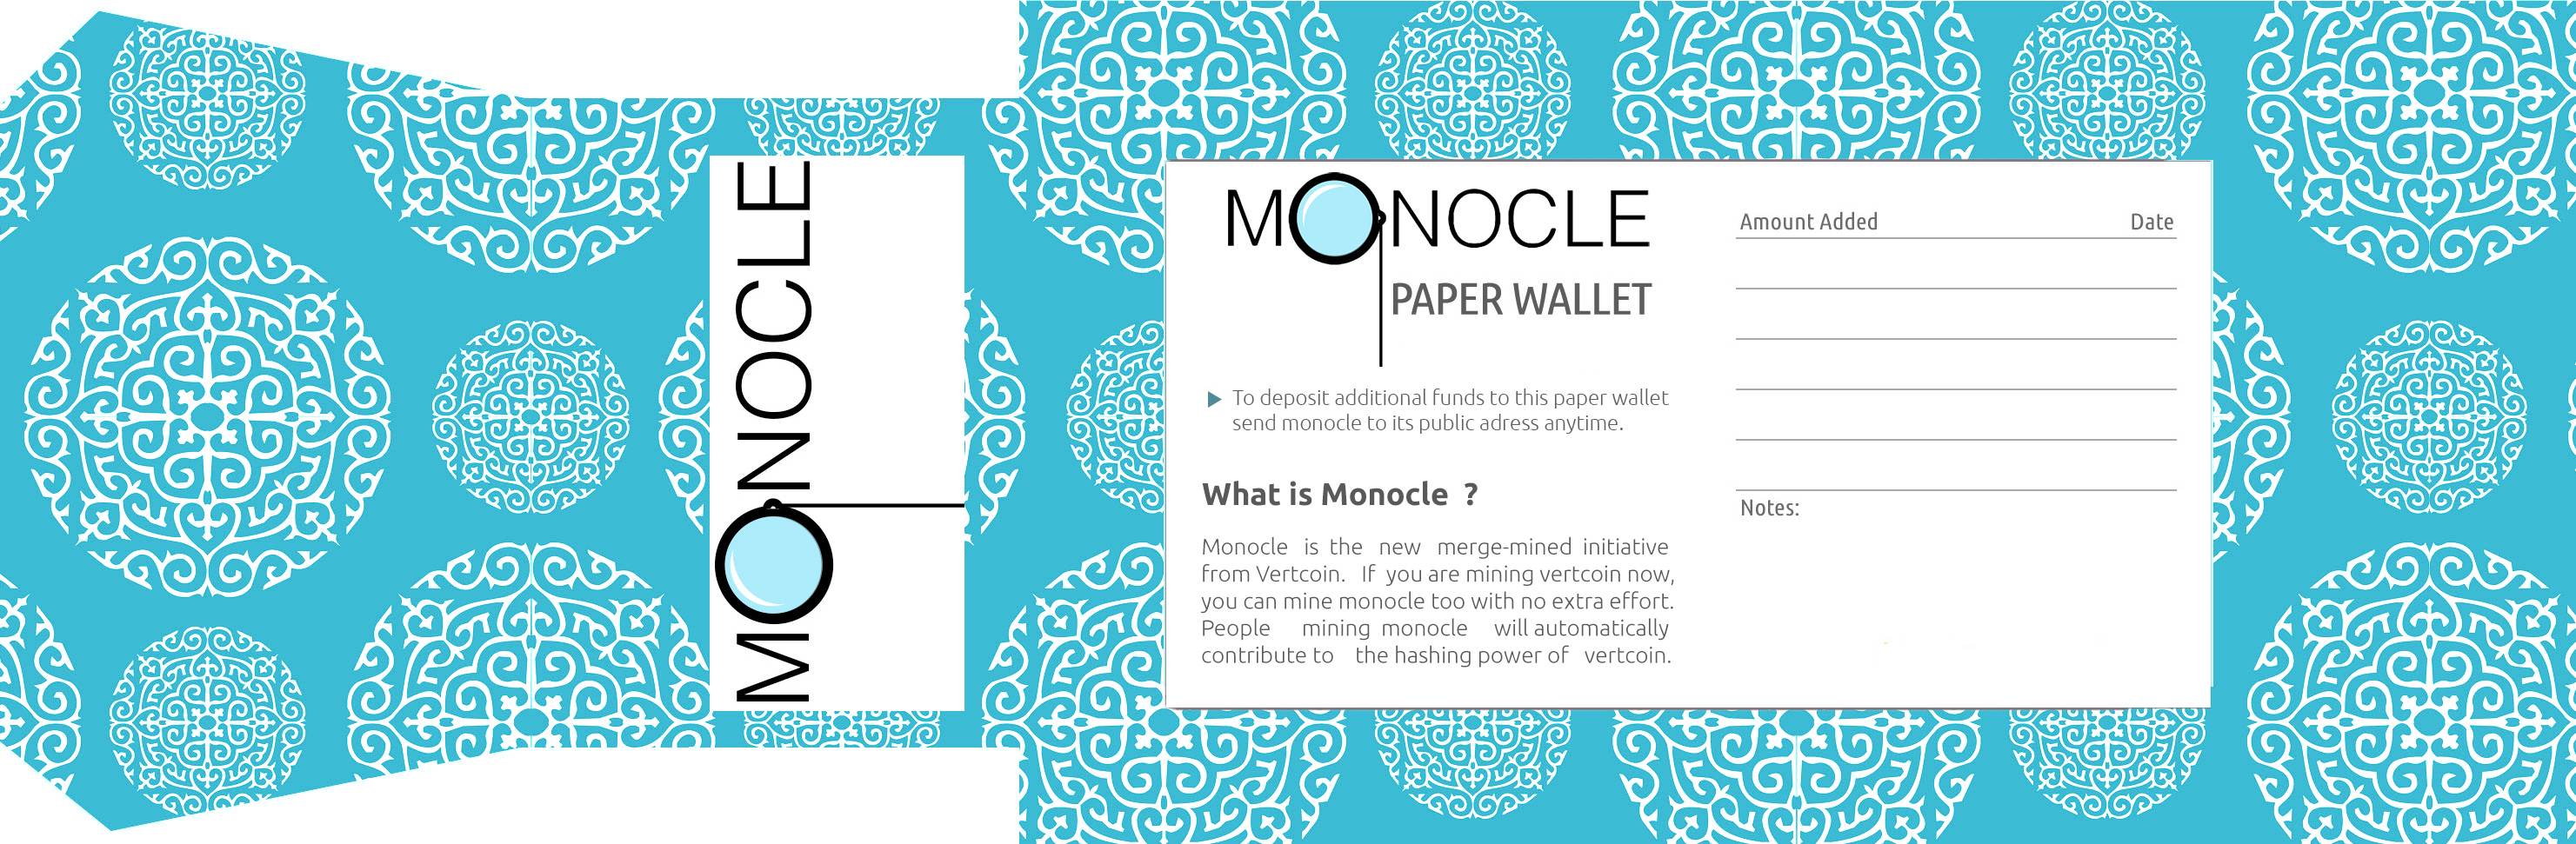 MONOCLE
MONOCLE
PAPER WALLET
To deposit additional funds to this paper wallet
send monocle to its public adress anytime.
What is Monocle ?
Monocle is the new merge-mined initiative
from Vertcoin. If you are mining vertcoin now,
you can mine monocle too with no extra effort.
People mining monocle will automatically
contribute to the hashing power of vertcoin.
Amount Added Date
Notes: